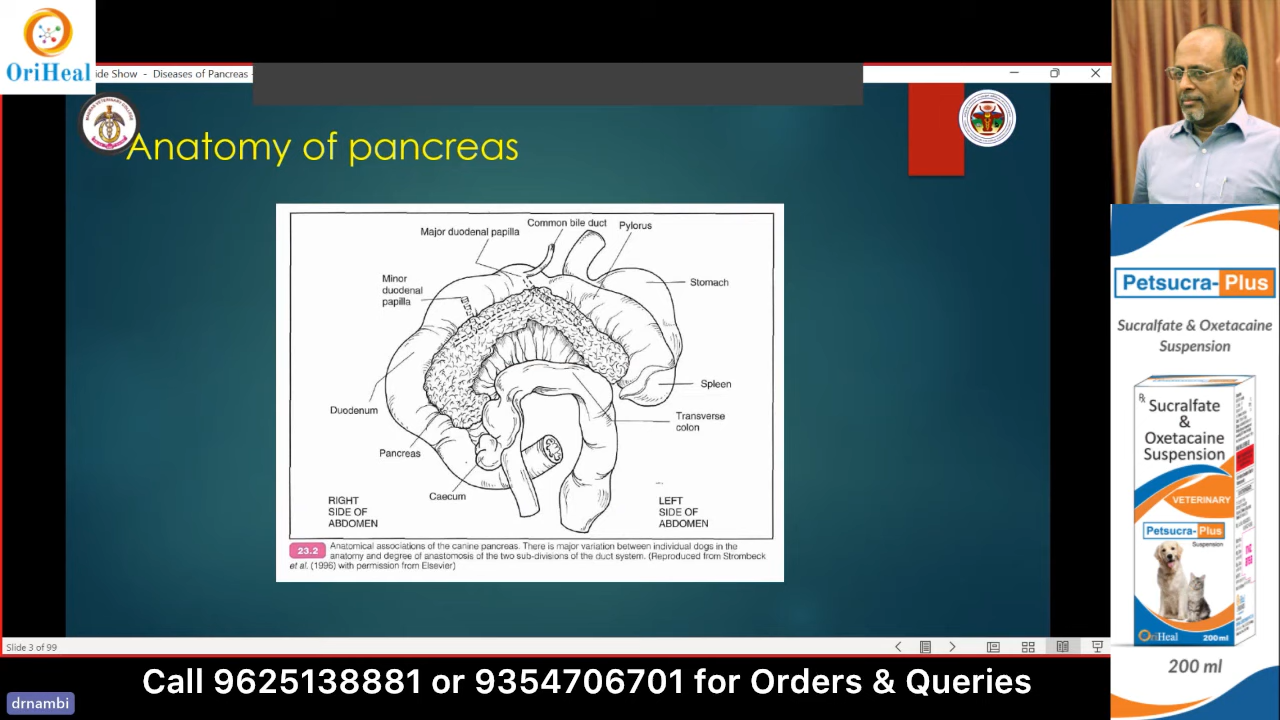 OriHeal
ide Show - Diseases of Pancreas -
Anatomy of pancreas
Common bile duct
Major duodenal papilla
Pylorus
Minor
duodenal
papilla
Stomach
Spleen
Duodenum
Transverse
colon
Pancreas
Caecum
RIGHT
SIDE OF
ABDOMEN
LEFT
SIDE OF
ABDOMEN
23.2 Anatomical associations of the canine pancreas. There is major variation between individual dogs in the
anatomy and degree of anastomosis of the two sub-divisions of the duct system. (Reproduced from Strombeck
et al. (1996) with permission from Elsevier)
Slide 3 of 99
Petsucra-Plus
Sucralfate & Oxetacaine
Suspension
Rx
Sucralfate
&
Oxetacaine
Suspension
VETERINARY
Petsucra-Plus
Suspension
OriHeal 200 ml
200 ml
Call 9625138881 or 9354706701 for Orders & Queries
drnambi